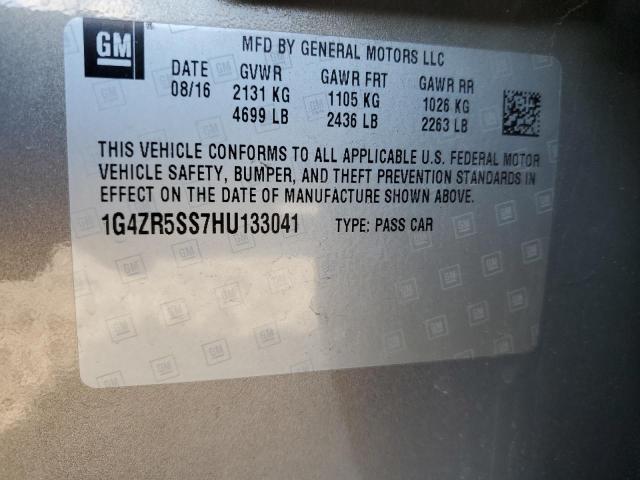 GM
MFD BY GENERAL MOTORS LLC
DATE GVWR GAWR FRT GAWR RR
08/16 2131 KG 1105 KG 1026 KG
4699 LB 2436 LB 2263 LB
THIS VEHICLE CONFORMS TO ALL APPLICABLE U.S. FEDERAL MOTOR
VEHICLE SAFETY, BUMPER, AND THEFT PREVENTION STANDARDS IN
EFFECT ON THE DATE OF MANUFACTURE SHOWN ABOVE.
1G4ZR5SS7HU133041 TYPE: PASS CAR